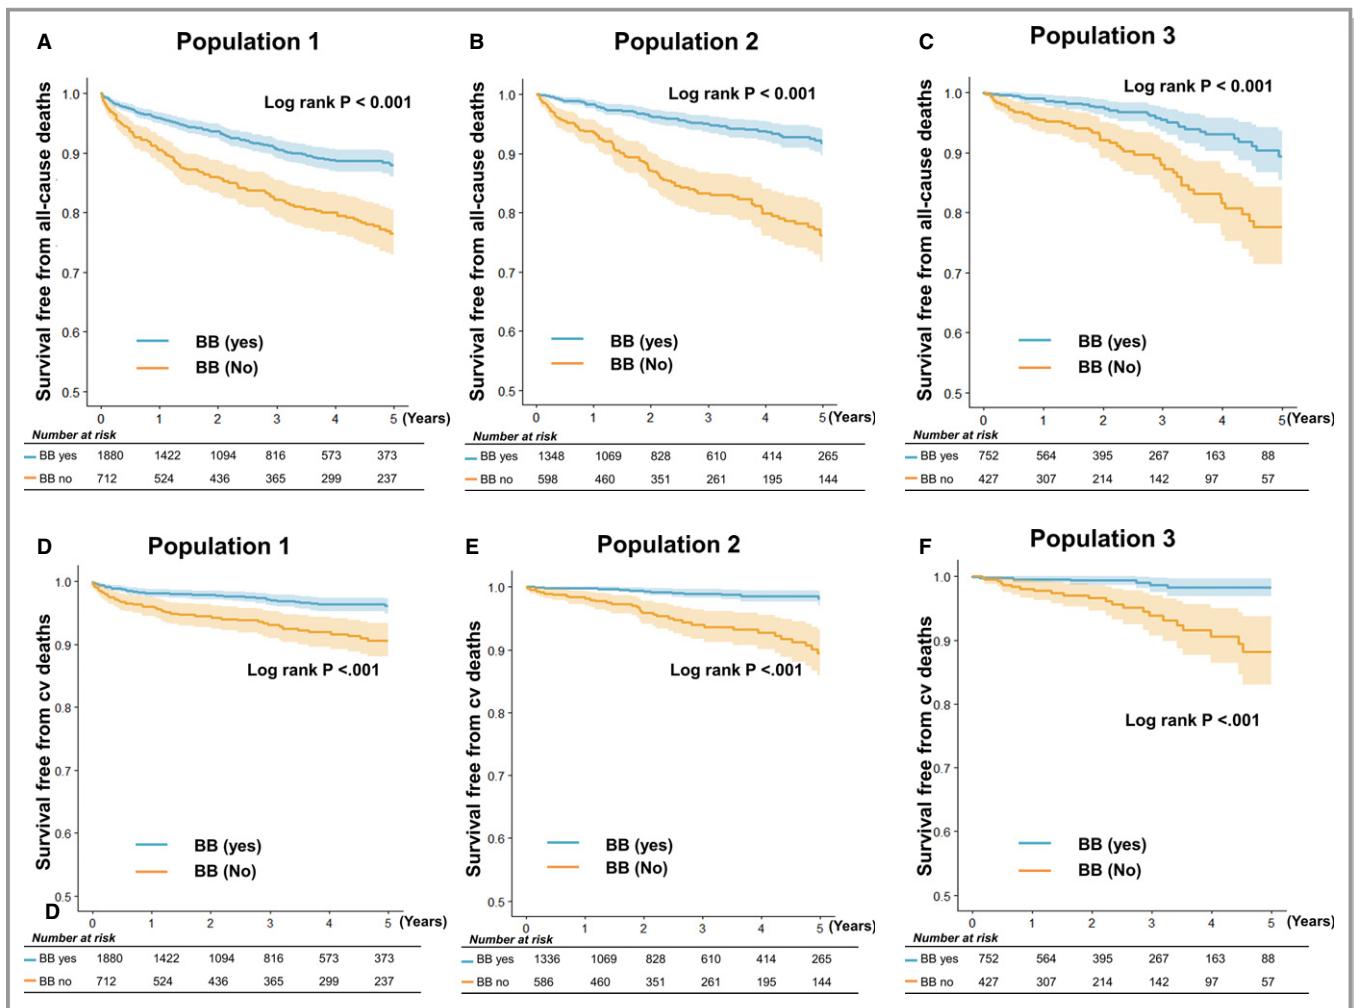 A Population 1
Survival free from all-cause deaths
Log rank P < 0.001
1.0
0.9
0.8
0.7
0.6
0.5
BB (yes)
BB (No)
0 1 2 3 4 5 (Years)
Number at risk
BB yes 1880 1422 1094 816 573 373
BB no 712 524 436 365 299 237
B Population 2
Survival free from all-cause deaths
Log rank P < 0.001
1.0
0.9
0.8
0.7
0.6
0.5
BB (yes)
BB (No)
0 1 2 3 4 5 (Years)
Number at risk
BB yes 1348 1069 828 610 414 265
BB no 598 460 351 261 195 144
C Population 3
Survival free from all-cause deaths
Log rank P < 0.001
1.0
0.9
0.8
0.7
0.6
0.5
BB (yes)
BB (No)
0 1 2 3 4 5 (Years)
Number at risk
BB yes 752 564 395 267 163 88
BB no 427 307 214 142 97 57
D Population 1
Survival free from cv deaths
1.0
0.9
Log rank P <.001
0.8
0.7
0.6
0.5
BB (yes)
BB (No)
D
0 1 2 3 4 5 (Years)
Number at risk
BB yes 1880 1422 1094 816 573 373
BB no 712 524 436 365 299 237
E Population 2
Survival free from cv deaths
1.0
0.9
Log rank P <.001
0.8
0.7
0.6
0.5
BB (yes)
BB (No)
0 1 2 3 4 5 (Years)
Number at risk
BB yes 1336 1069 828 610 414 265
BB no 586 460 351 261 195 144
F Population 3
Survival free from cv deaths
1.0
0.9
0.8
Log rank P <.001
0.7
0.6
0.5
BB (yes)
BB (No)
0 1 2 3 4 5 (Years)
Number at risk
BB yes 752 564 395 267 163 88
BB no 427 307 214 142 97 57